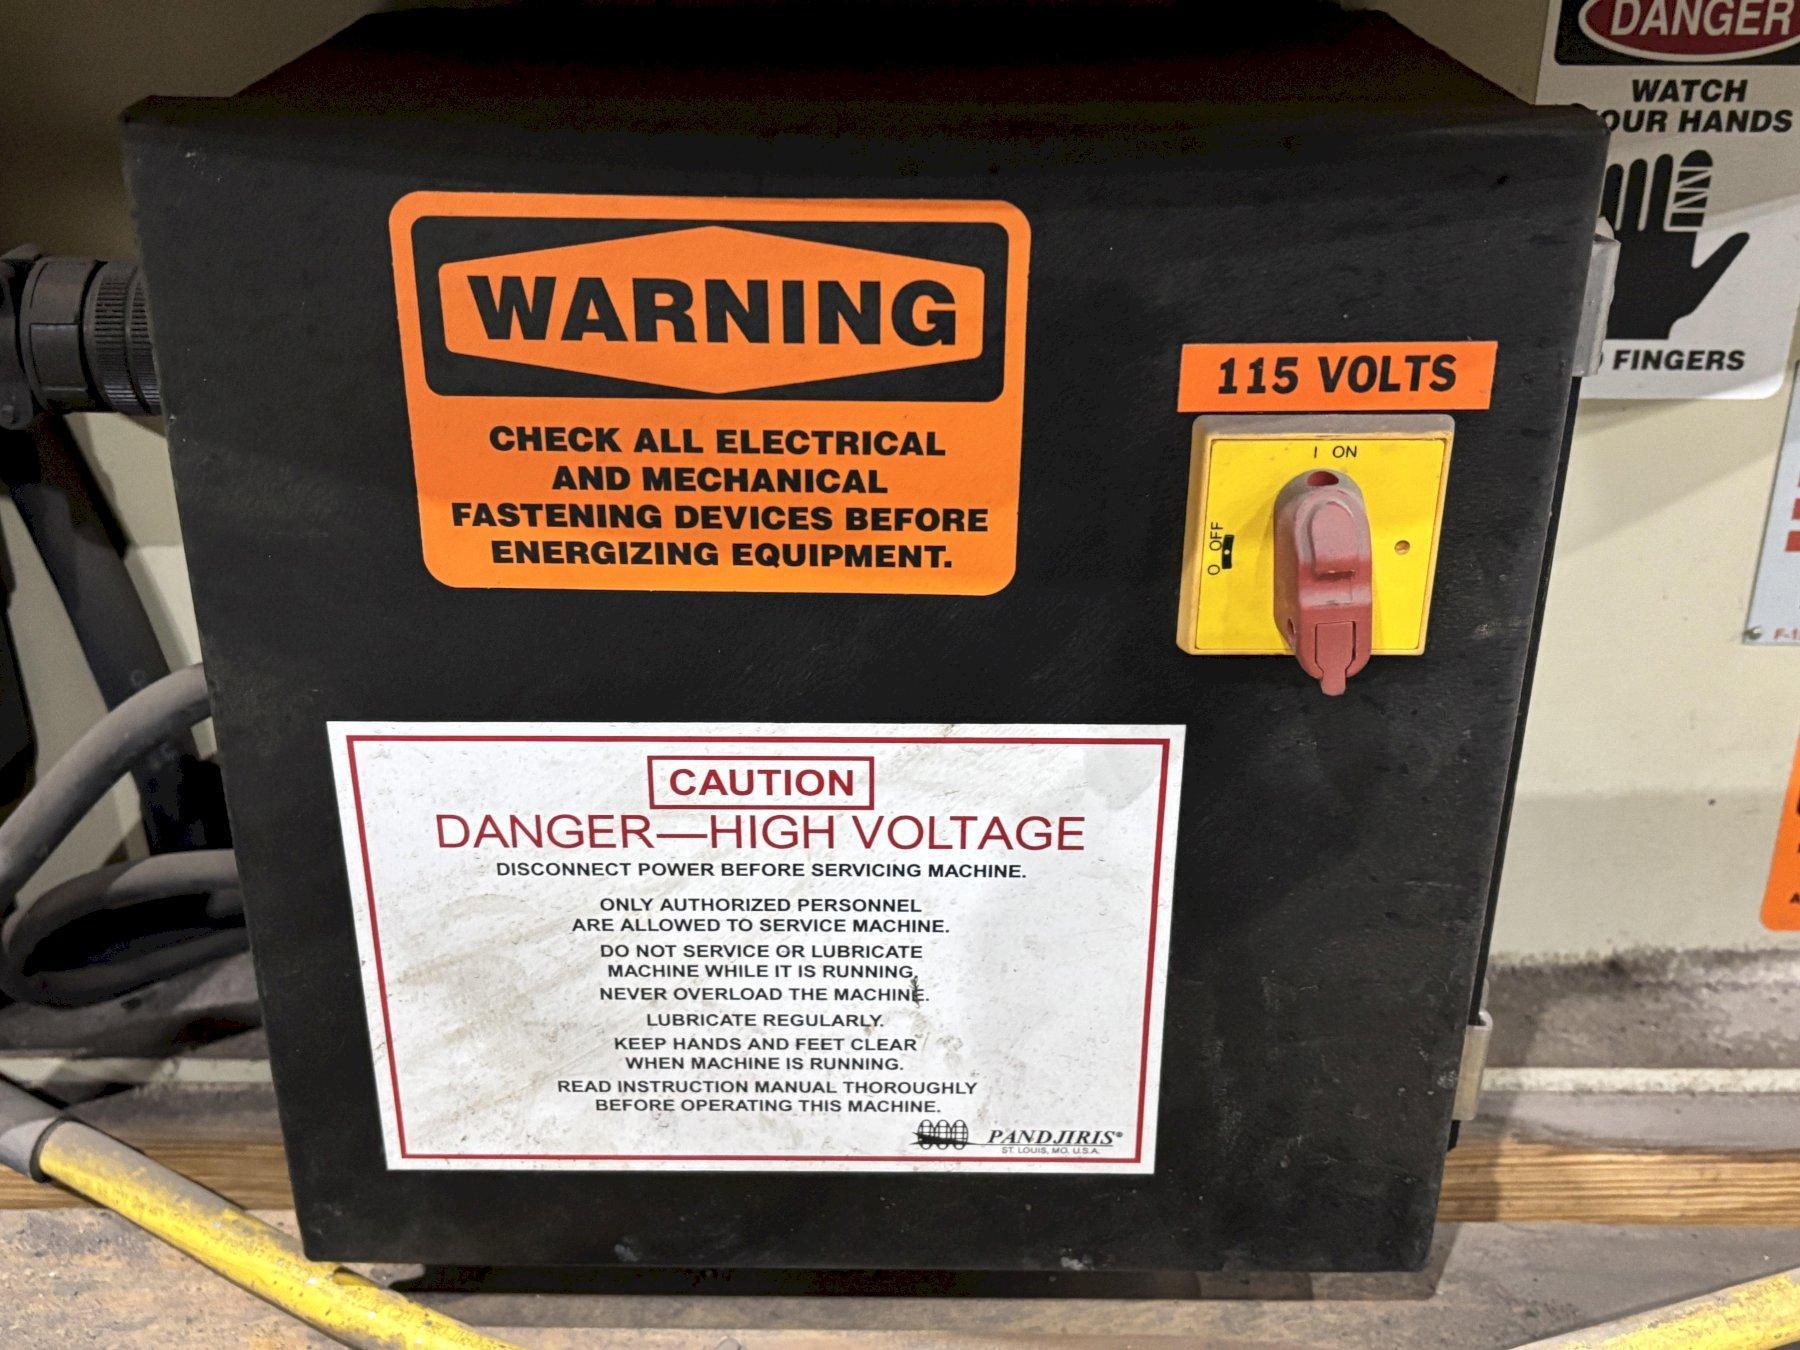 DANGER
WATCH
YOUR HANDS
FINGERS
WARNING
CHECK ALL ELECTRICAL
AND MECHANICAL
FASTENING DEVICES BEFORE
ENERGIZING EQUIPMENT.
115 VOLTS
I ON
O OFF
CAUTION
DANGER—HIGH VOLTAGE
DISCONNECT POWER BEFORE SERVICING MACHINE.
ONLY AUTHORIZED PERSONNEL
ARE ALLOWED TO SERVICE MACHINE.
DO NOT SERVICE OR LUBRICATE
MACHINE WHILE IT IS RUNNING,
NEVER OVERLOAD THE MACHINE.
LUBRICATE REGULARLY.
KEEP HANDS AND FEET CLEAR
WHEN MACHINE IS RUNNING.
READ INSTRUCTION MANUAL THOROUGHLY
BEFORE OPERATING THIS MACHINE.
PANDJIRIS®
ST. LOUIS, MO. U.S.A.